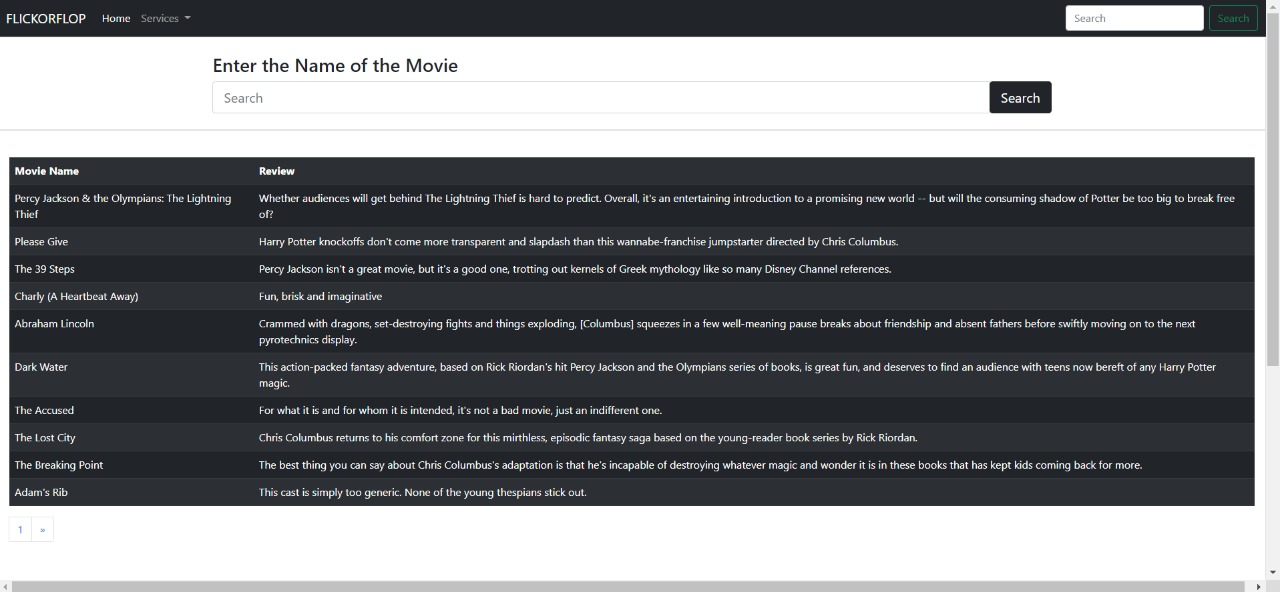 FLICKORFLOP Home Services Search Search
Enter the Name of the Movie
Search Search
Movie Name Review
Percy Jackson & the Olympians: The Lightning Whether audiences will get behind The Lightning Thief is hard to predict. Overall, it's an entertaining introduction to a promising new world -- but will the consuming shadow of Potter be too big to break free
Thief of?
Please Give Harry Potter knockoffs don't come more transparent and slapdash than this wannabe-franchise jumpstarter directed by Chris Columbus.
The 39 Steps Percy Jackson isn't a great movie, but it's a good one, trotting out kernels of Greek mythology like so many Disney Channel references.
Charly (A Heartbeat Away) Fun, brisk and imaginative
Abraham Lincoln Crammed with dragons, set-destroying fights and things exploding, [Columbus] squeezes in a few well-meaning pause breaks about friendship and absent fathers before swiftly moving on to the next
pyrotechnics display.
Dark Water This action-packed fantasy adventure, based on Rick Riordan's hit Percy Jackson and the Olympians series of books, is great fun, and deserves to find an audience with teens now bereft of any Harry Potter
magic.
The Accused For what it is and for whom it is intended, it's not a bad movie, just an indifferent one.
The Lost City Chris Columbus returns to his comfort zone for this mirthless, episodic fantasy saga based on the young-reader book series by Rick Riordan.
The Breaking Point The best thing you can say about Chris Columbus's adaptation is that he's incapable of destroying whatever magic and wonder it is in these books that has kept kids coming back for more.
Adam's Rib This cast is simply too generic. None of the young thespians stick out.
1 »